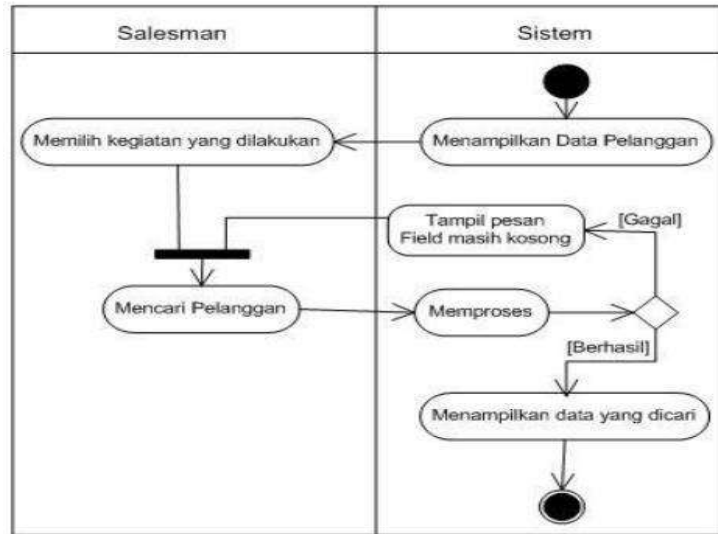 Salesman
Sistem
Memilih kegiatan yang dilakukan
Menampilkan Data Pelanggan
Tampil pesan
Field masih kosong
[Gagal]
Mencari Pelanggan
Memproses
[Berhasil]
Menampilkan data yang dicari